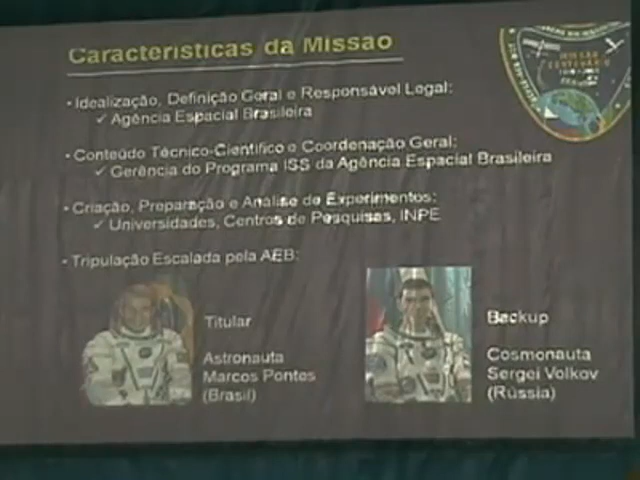 Características da Missão
• Idealização, Definição Geral e Responsável Legal:
✓ Agência Espacial Brasileira
• Conteúdo Técnico-Científico e Coordenação Geral:
✓ Gerência do Programa ISS da Agência Espacial Brasileira
• Criação, Preparação e Análise de Experimentos:
✓ Universidades, Centros de Pesquisas, INPE
• Tripulação Escalada pela AEB:
Titular
Astronauta
Marcos Pontes
(Brasil)
Backup
Cosmonauta
Sergei Volkov
(Rússia)
MISSÃO
CENTENÁRIO